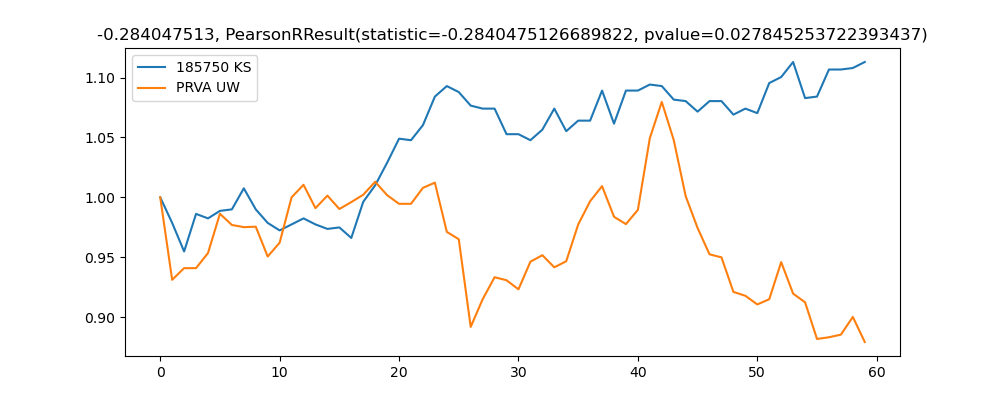 -0.284047513, PearsonRResult(statistic=-0.2840475126689822, pvalue=0.027845253722393437)
185750 KS
PRVA UW
1.10
1.05
1.00
0.95
0.90
0 10 20 30 40 50 60